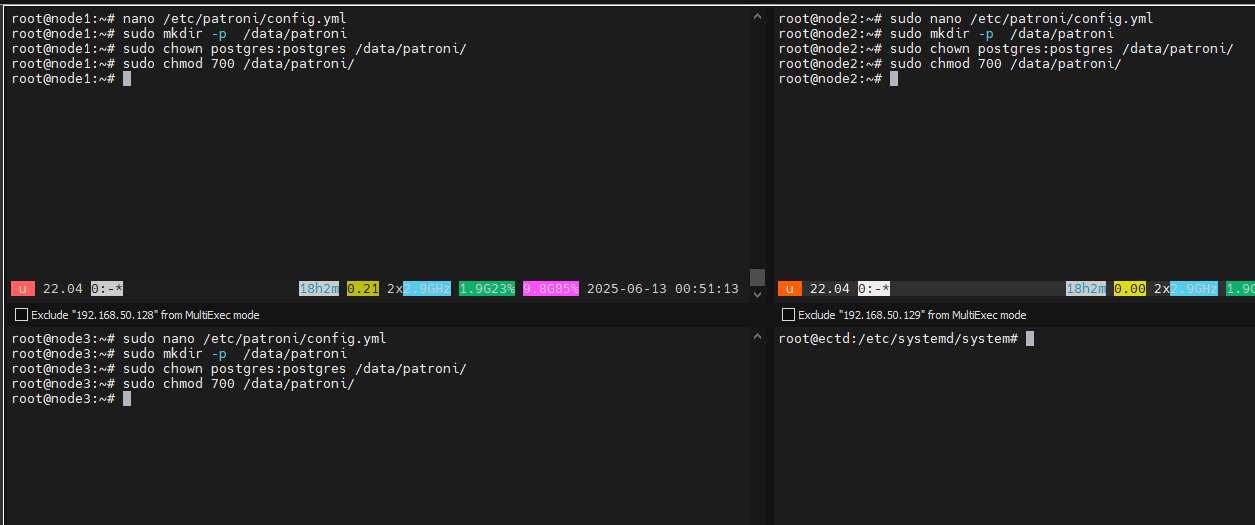 root@node1:~# nano /etc/patroni/config.yml
root@node1:~# sudo mkdir -p  /data/patroni
root@node1:~# sudo chown postgres:postgres /data/patroni/
root@node1:~# sudo chmod 700 /data/patroni/
root@node1:~#
u 22.04 0:-* 18h2m 0.21 2x2.9GHz 1.9G23% 9.8G85% 2025-06-13 00:51:13
Exclude "192.168.50.128" from MultiExec mode
root@node2:~# sudo nano /etc/patroni/config.yml
root@node2:~# sudo mkdir -p  /data/patroni
root@node2:~# sudo chown postgres:postgres /data/patroni/
root@node2:~# sudo chmod 700 /data/patroni/
root@node2:~#
u 22.04 0:-* 18h2m 0.00 2x2.9GHz 1.9G
Exclude "192.168.50.129" from MultiExec mode
root@node3:~# sudo nano /etc/patroni/config.yml
root@node3:~# sudo mkdir -p  /data/patroni
root@node3:~# sudo chown postgres:postgres /data/patroni/
root@node3:~# sudo chmod 700 /data/patroni/
root@node3:~#
root@ectd:/etc/systemd/system#